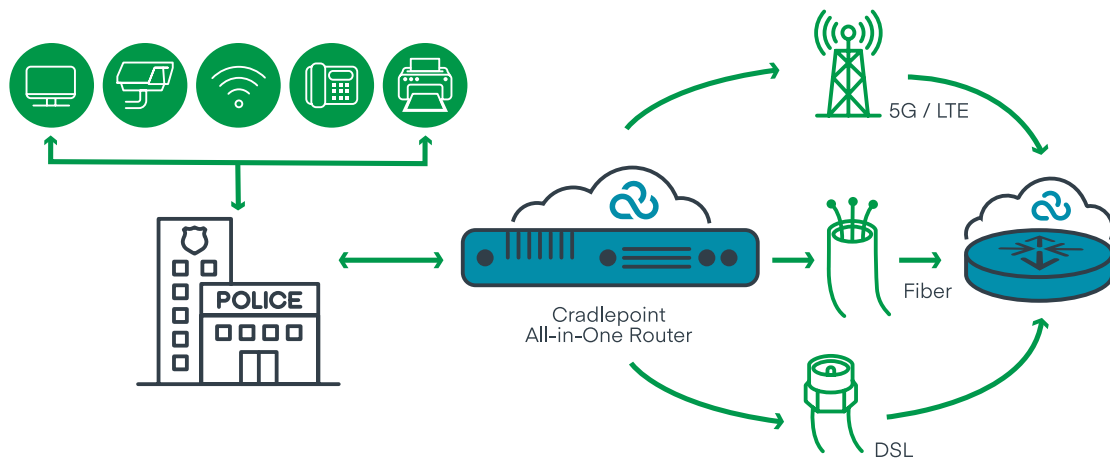 5G / LTE
POLICE
Fiber
Cradlepoint
All-in-One Router
DSL